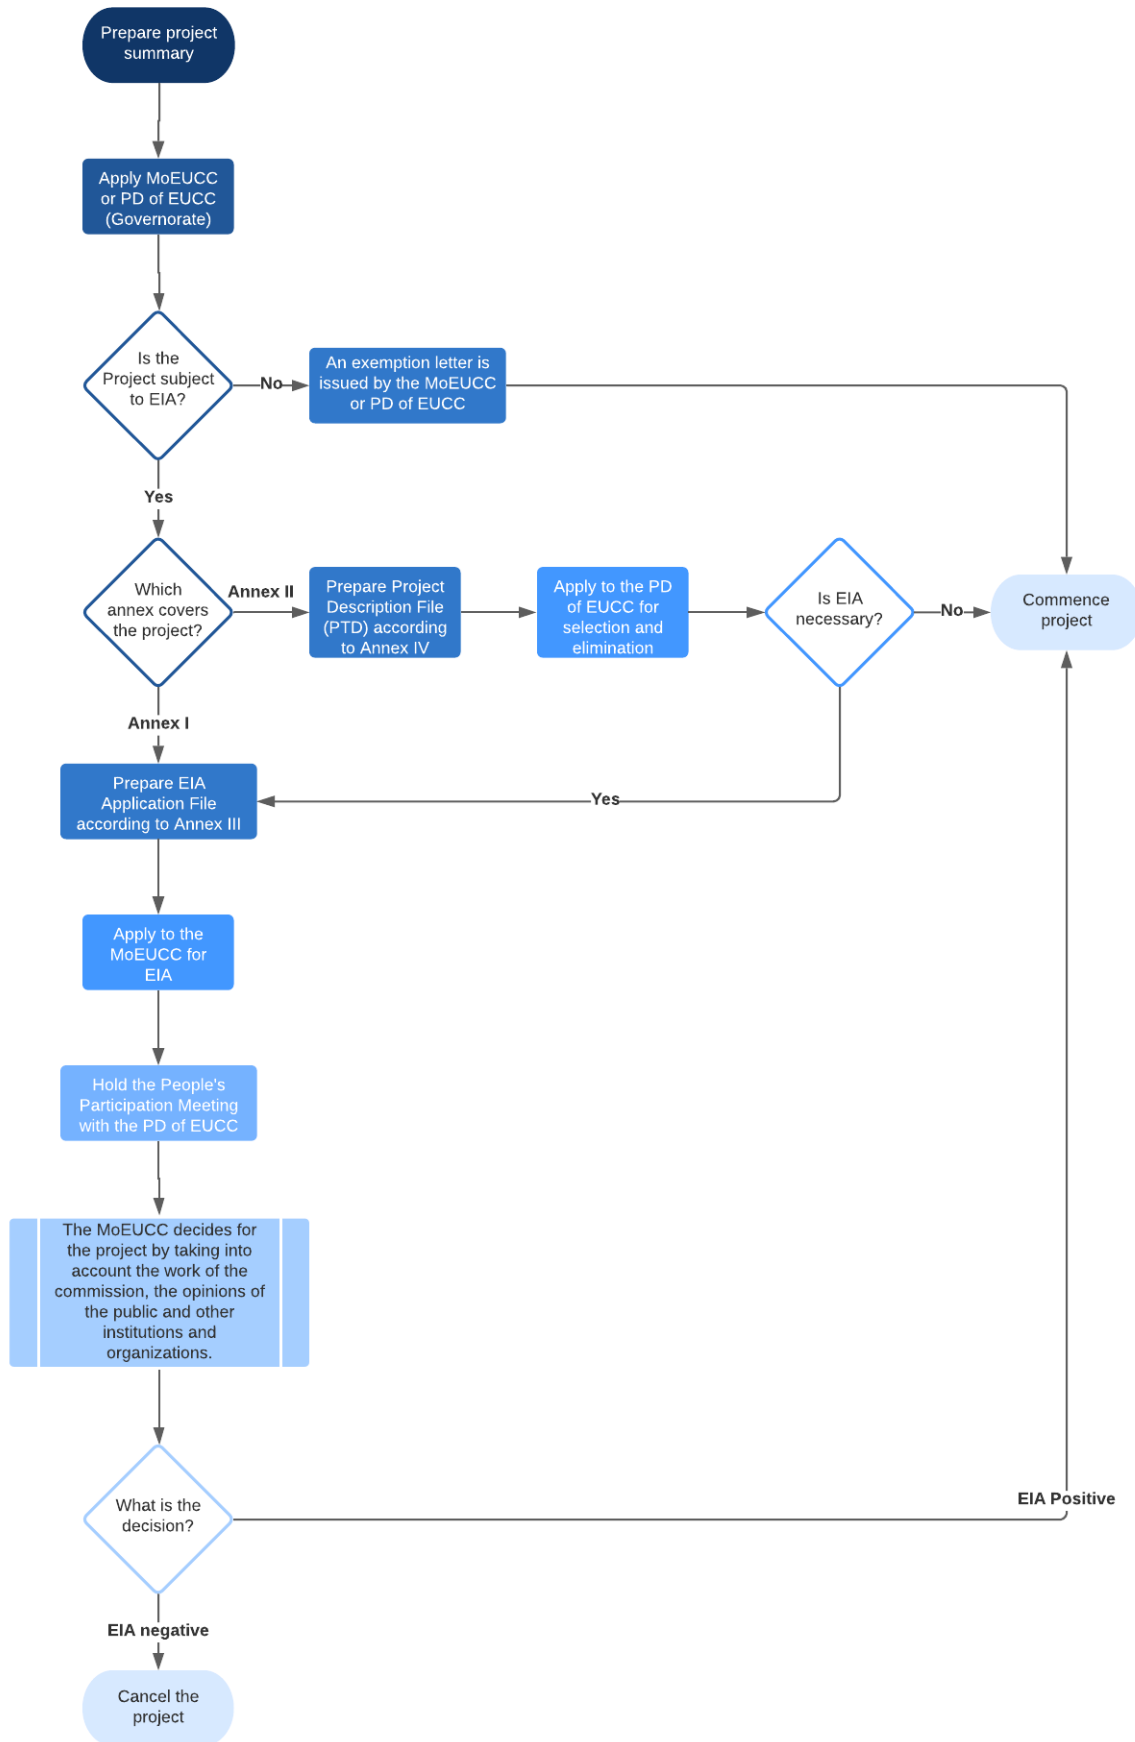 Prepare project
summary
Apply MoEUCC
or PD of EUCC
(Governorate)
Is the
Project subject
to EIA?
No
An exemption letter is
issued by the MoEUCC
or PD of EUCC
Yes
Which
annex covers
the project?
Annex II
Prepare Project
Description File
(PTD) according
to Annex IV
Apply to the PD
of EUCC for
selection and
elimination
Is EIA
necessary?
No
Commence
project
Annex I
Yes
Prepare EIA
Application File
according to Annex III
Apply to the
MoEUCC for
EIA
Hold the People's
Participation Meeting
with the PD of EUCC
The MoEUCC decides for
the project by taking into
account the work of the
commission, the opinions of
the public and other
institutions and
organizations.
What is the
decision?
EIA Positive
EIA negative
Cancel the
project